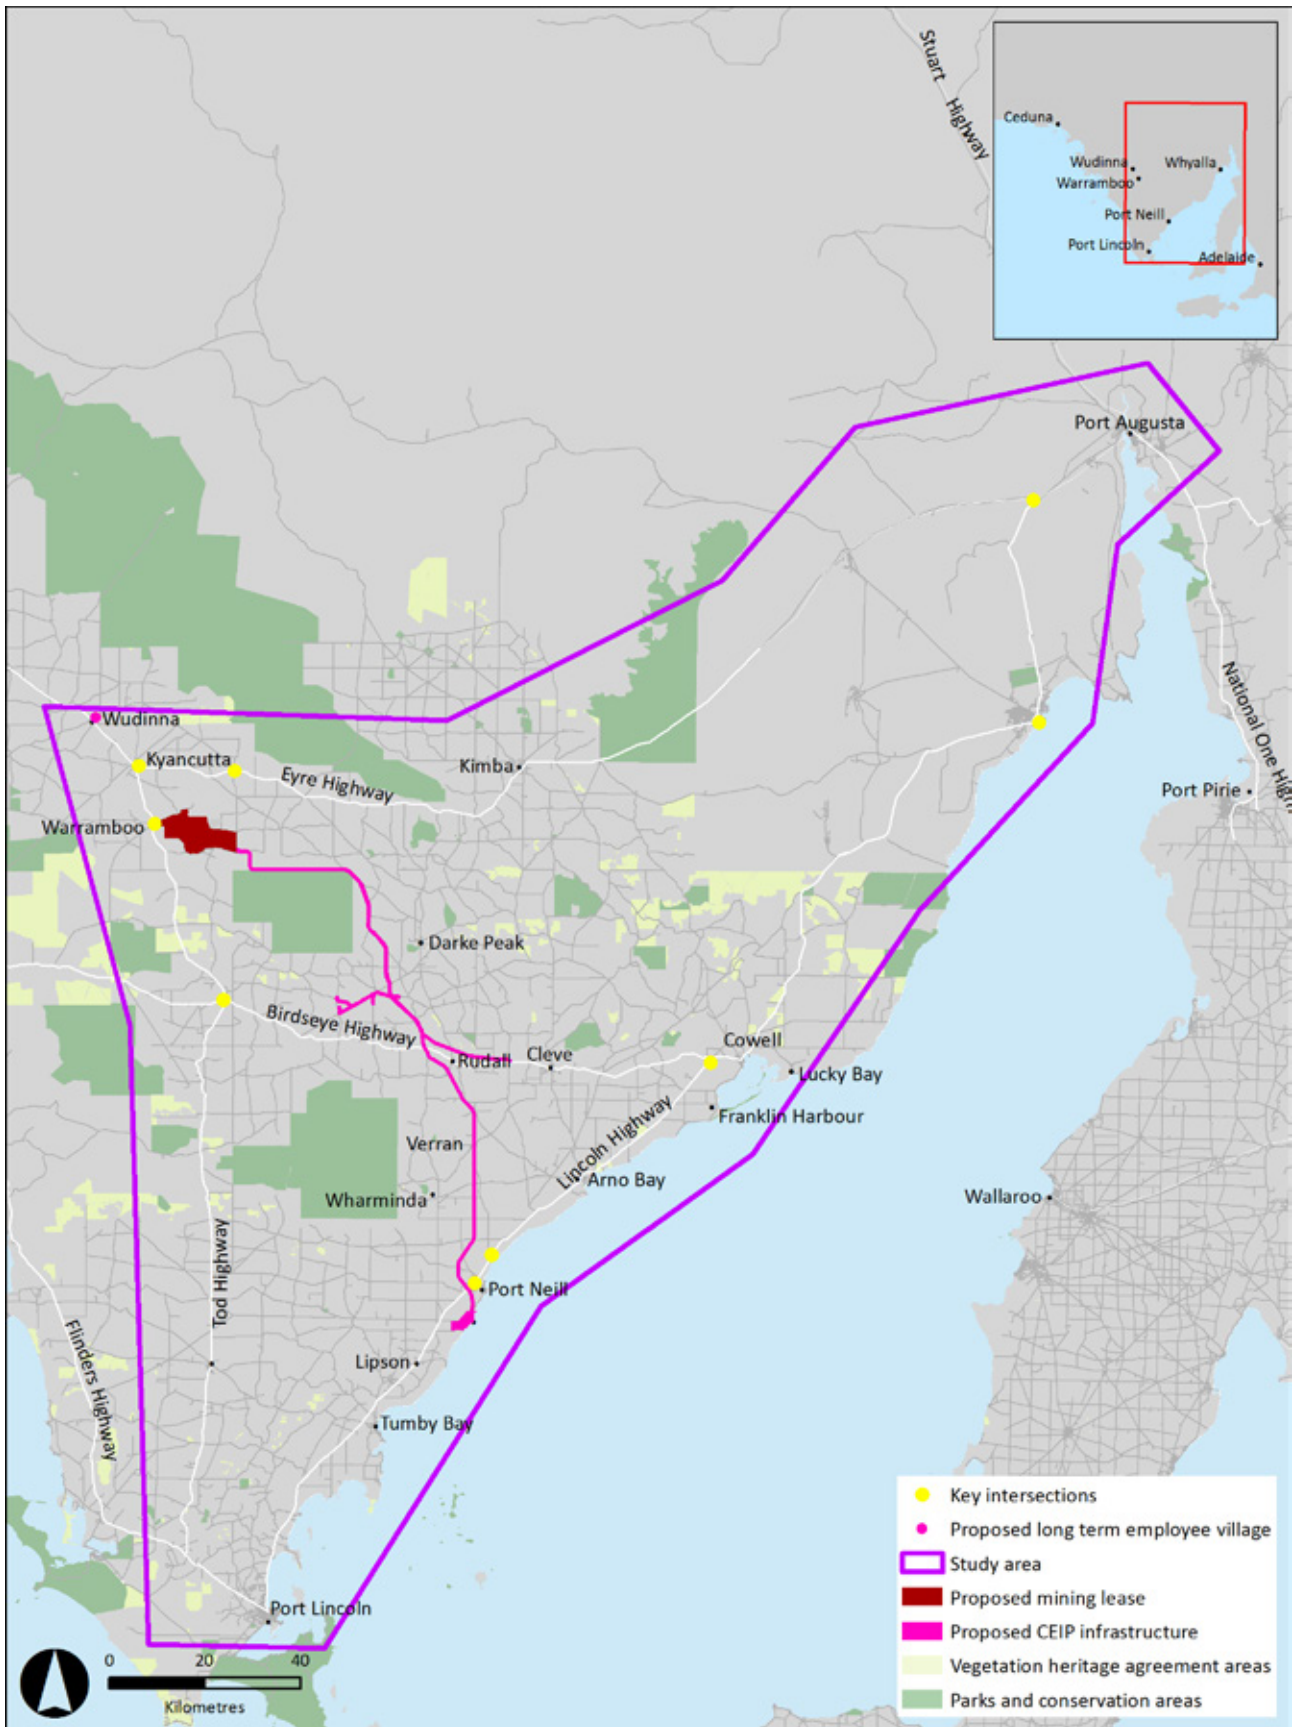 Stuart Highway
Ceduna
Wudinna
Whyalla
Warramboo
Port Neill
Port Lincoln
Adelaide
Port Augusta
National One High
Wudinna
Kyancutta
Eyre Highway
Kimba
Port Pirie
Warramboo
Darke Peak
Birdseye Highway
Rudall
Cleve
Cowell
Lucky Bay
Franklin Harbour
Lincoln Highway
Verran
Arno Bay
Wharminda
Wallaroo
Tod Highway
Port Neill
Flinders Highway
Lipson
Tumby Bay
Port Lincoln
0 20 40
Kilometres
Key intersections
Proposed long term employee village
Study area
Proposed mining lease
Proposed CEIP infrastructure
Vegetation heritage agreement areas
Parks and conservation areas